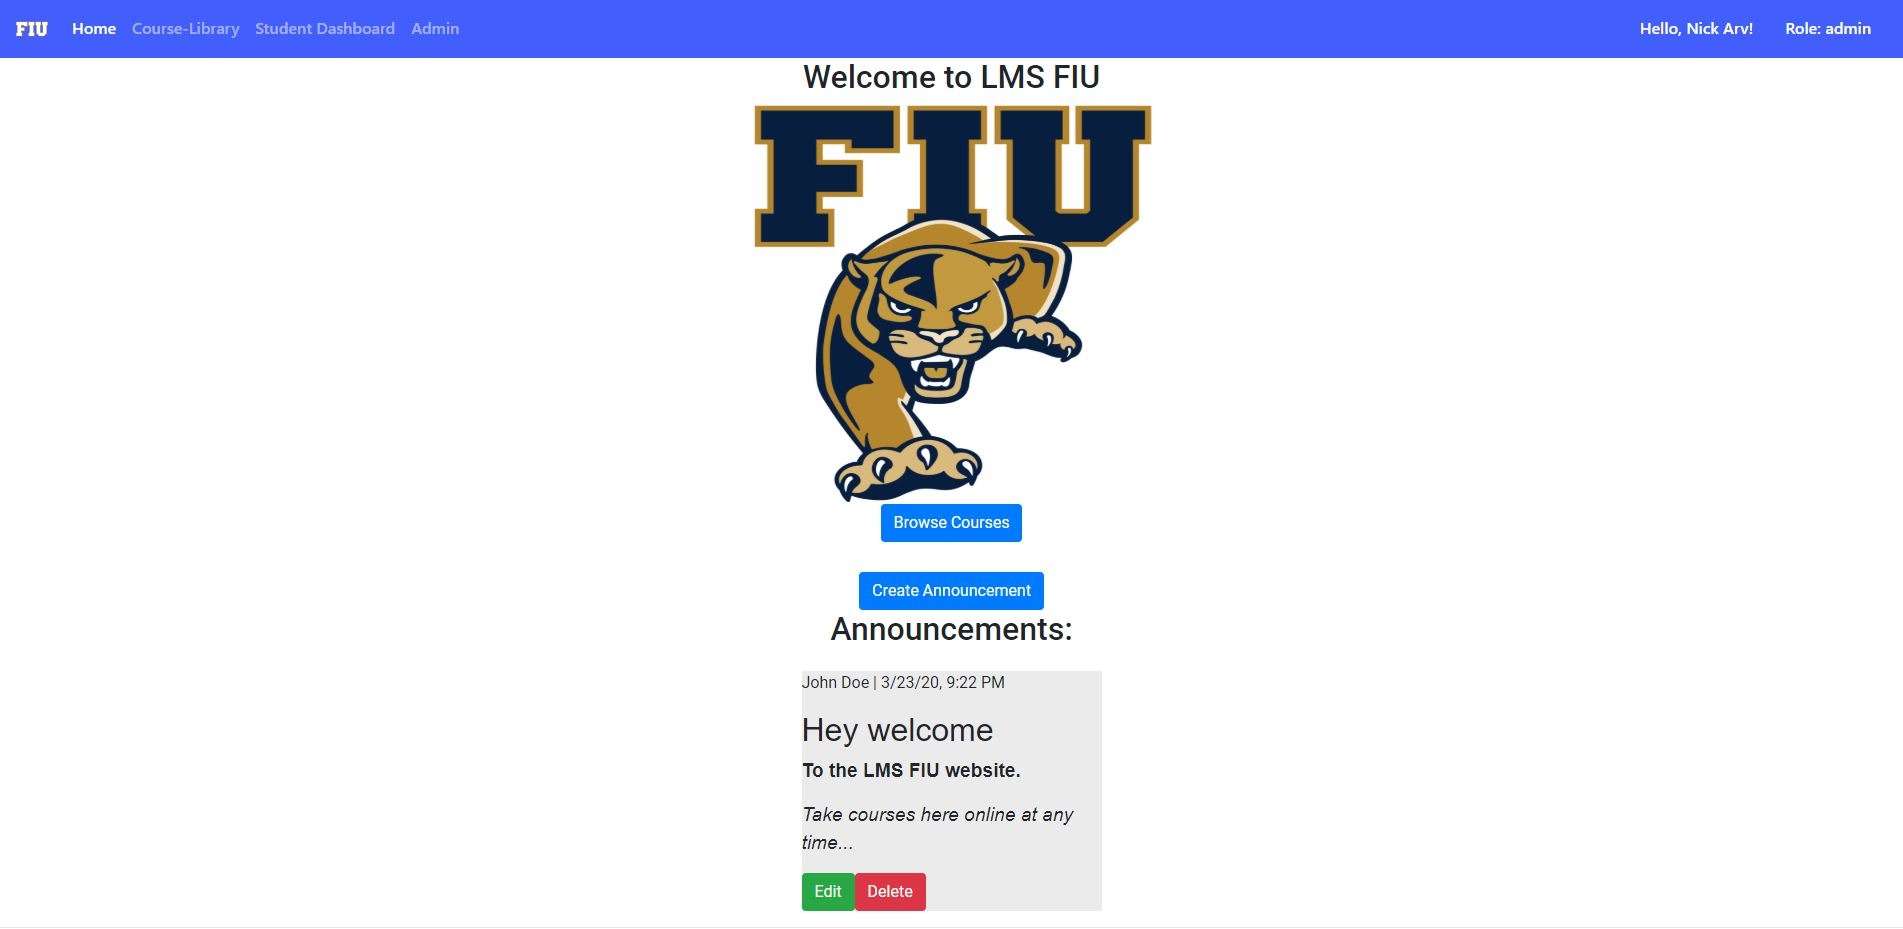 FIU Home Course-Library Student Dashboard Admin Hello, Nick Arv! Role: admin
Welcome to LMS FIU
FIU
Browse Courses
Create Announcement
Announcements:
John Doe | 3/23/20, 9:22 PM
Hey welcome
To the LMS FIU website.
Take courses here online at any
time...
Edit Delete